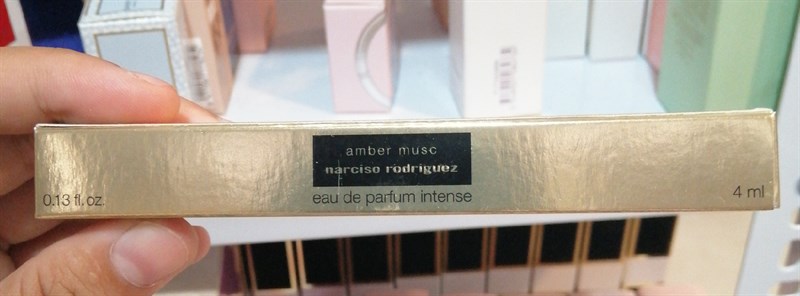 amber musc
narciso rodriguez
0.13 fl. oz.
eau de parfum intense
4 ml